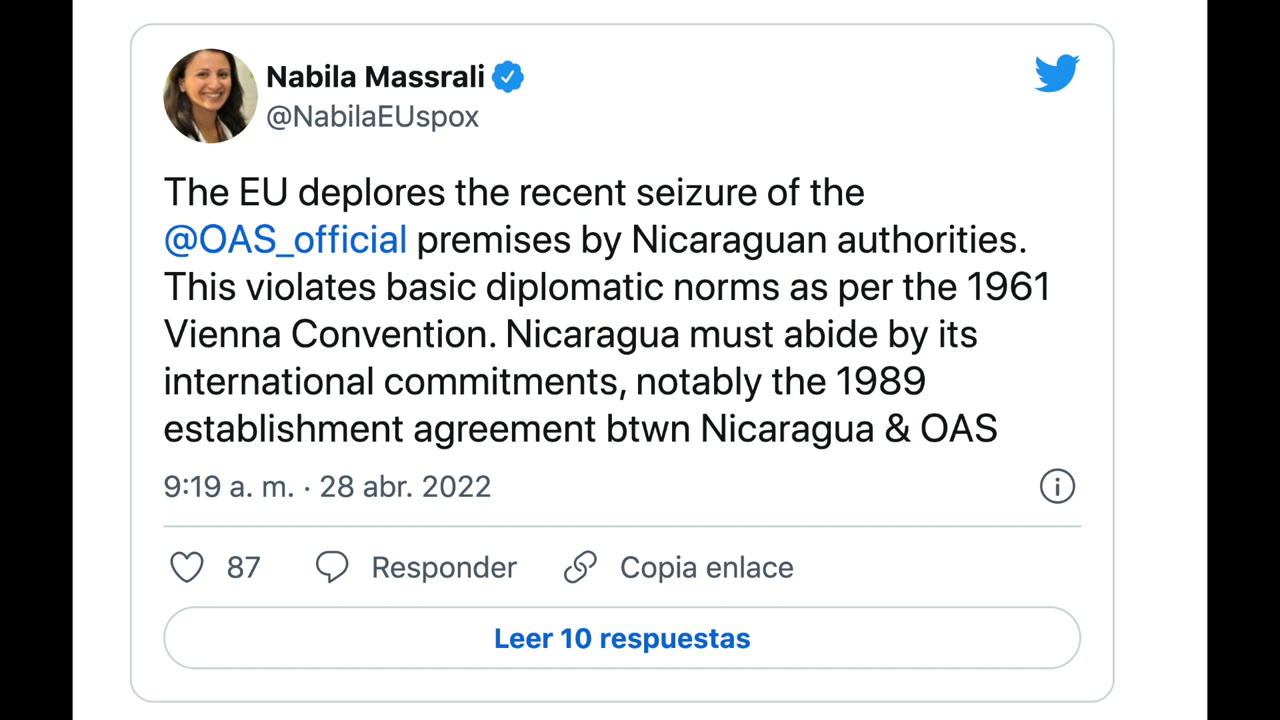 Nabila Massrali
@NabilaEUspox
The EU deplores the recent seizure of the
@OAS_official premises by Nicaraguan authorities.
This violates basic diplomatic norms as per the 1961
Vienna Convention. Nicaragua must abide by its
international commitments, notably the 1989
establishment agreement btwn Nicaragua & OAS
9:19 a. m. · 28 abr. 2022
87 Responder Copia enlace
Leer 10 respuestas